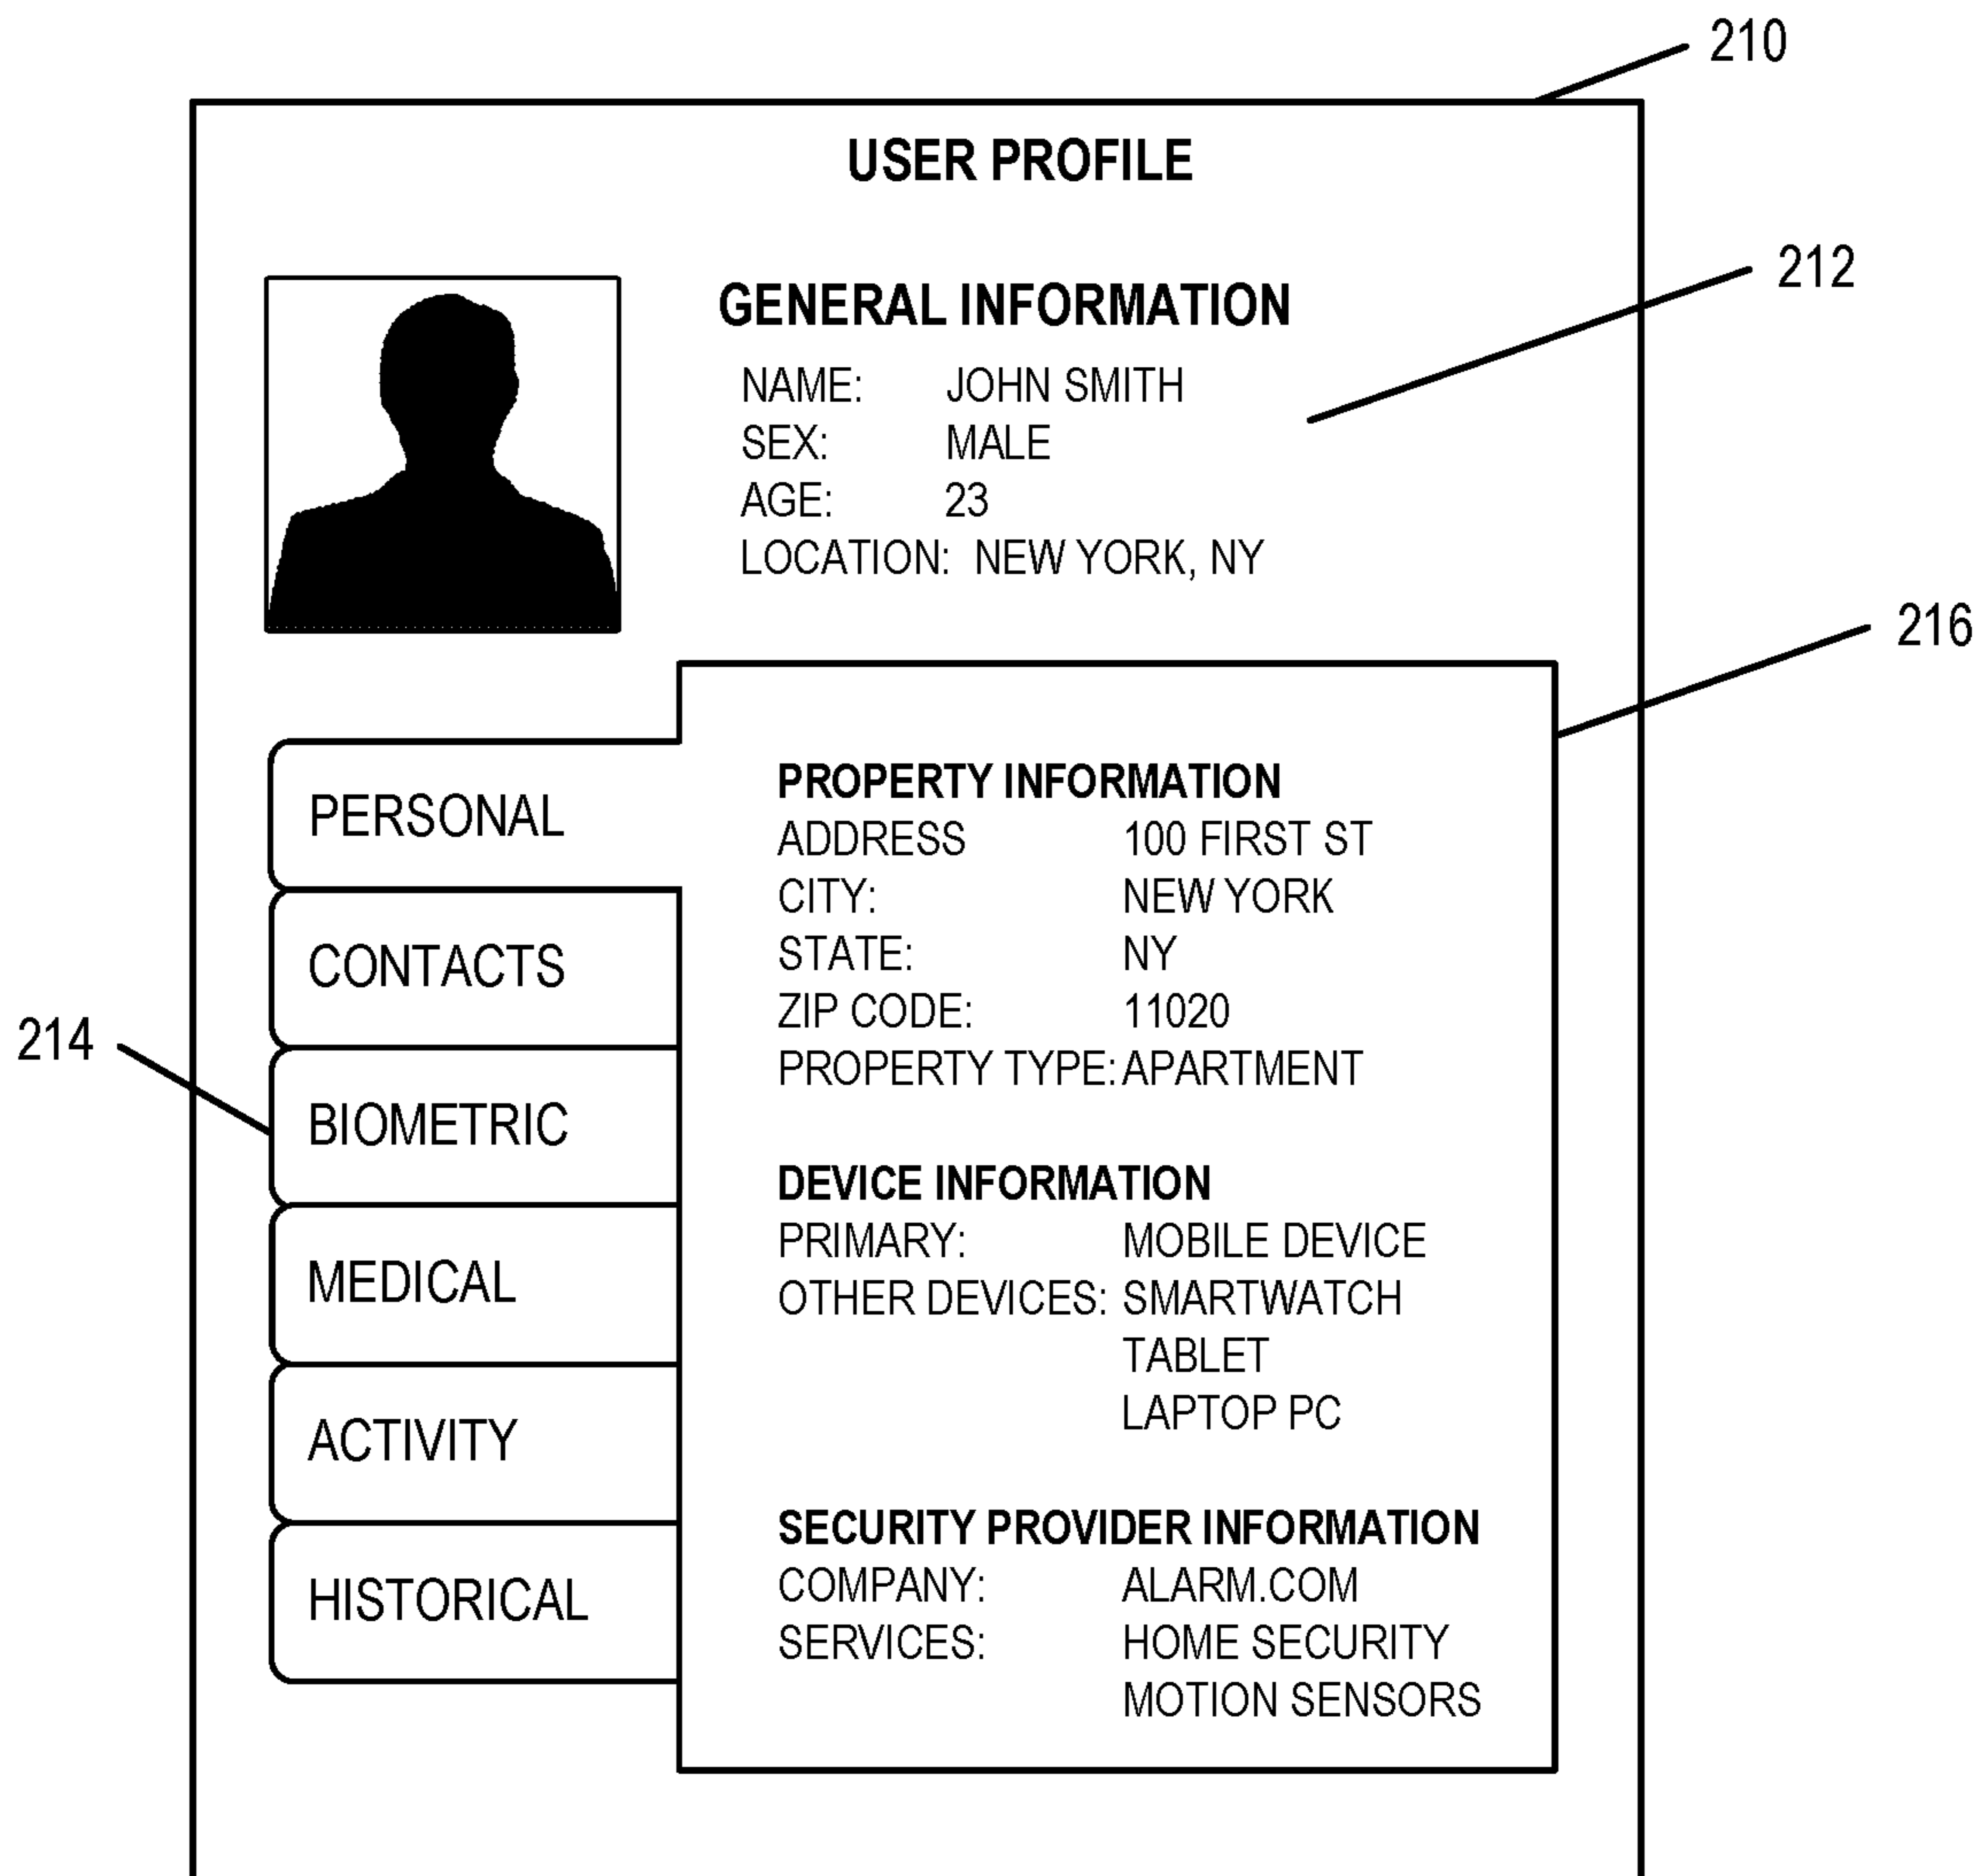 210
USER PROFILE
212
GENERAL INFORMATION
NAME: JOHN SMITH
SEX: MALE
AGE: 23
LOCATION: NEW YORK, NY
216
PERSONAL
CONTACTS
214
BIOMETRIC
MEDICAL
ACTIVITY
HISTORICAL
PROPERTY INFORMATION
ADDRESS 100 FIRST ST
CITY: NEW YORK
STATE: NY
ZIP CODE: 11020
PROPERTY TYPE: APARTMENT
DEVICE INFORMATION
PRIMARY: MOBILE DEVICE
OTHER DEVICES: SMARTWATCH
TABLET
LAPTOP PC
SECURITY PROVIDER INFORMATION
COMPANY: ALARM.COM
SERVICES: HOME SECURITY
MOTION SENSORS